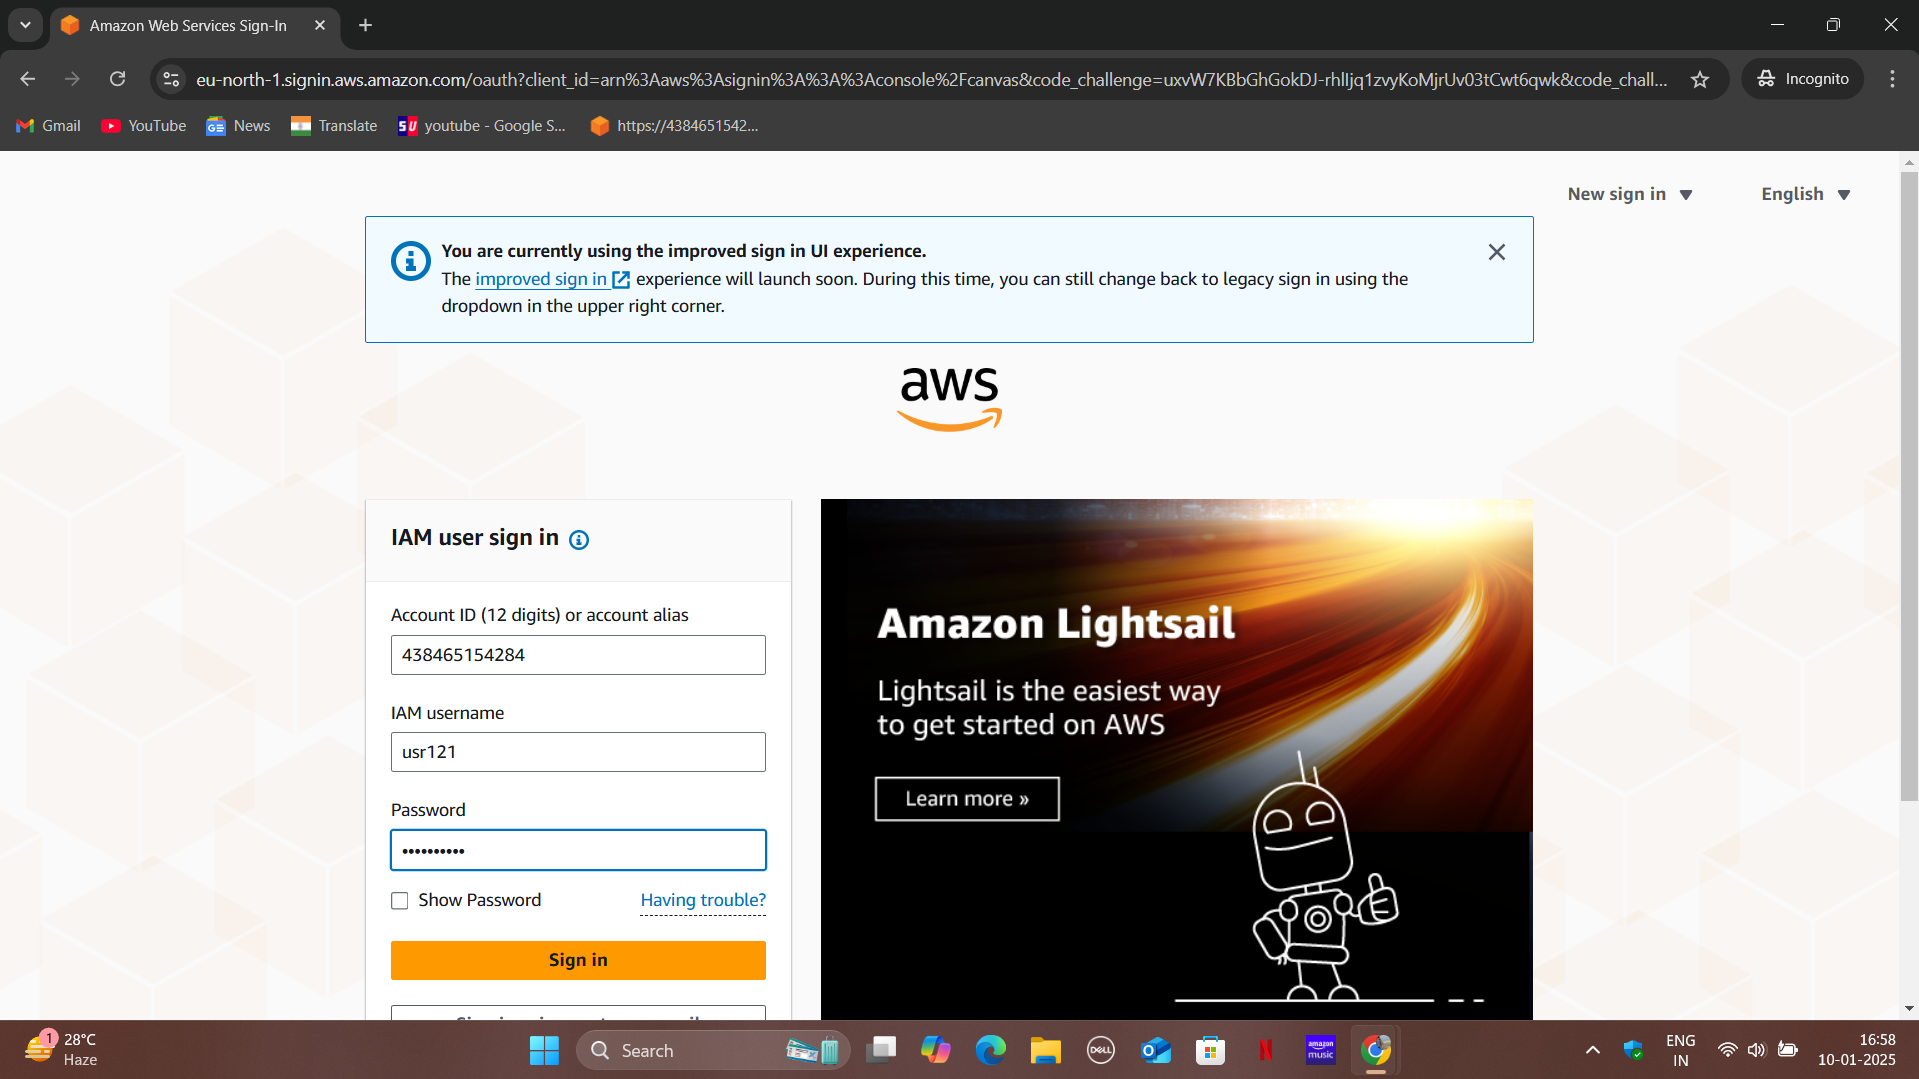 Amazon Web Services Sign-In
eu-north-1.signin.aws.amazon.com/oauth?client_id=arn%3Aaws%3Asignin%3A%3A%3Aconsole%2Fcanvas&code_challenge=uxvW7KBbGhGokDJ-rhlIjq1zvyKoMjrUv03tCwt6qwk&code_chall...
Incognito
Gmail
YouTube
News
Translate
SU
youtube - Google S...
https://4384651542...
New sign in
English
You are currently using the improved sign in UI experience.
The improved sign in experience will launch soon. During this time, you can still change back to legacy sign in using the
dropdown in the upper right corner.
aws
IAM user sign in
Account ID (12 digits) or account alias
438465154284
IAM username
usr121
Password
••••••••••
Show Password
Having trouble?
Sign in
Amazon Lightsail
Lightsail is the easiest way
to get started on AWS
Learn more »
1
28°C
Haze
Search
DELL
amazon
music
ENG
IN
16:58
10-01-2025